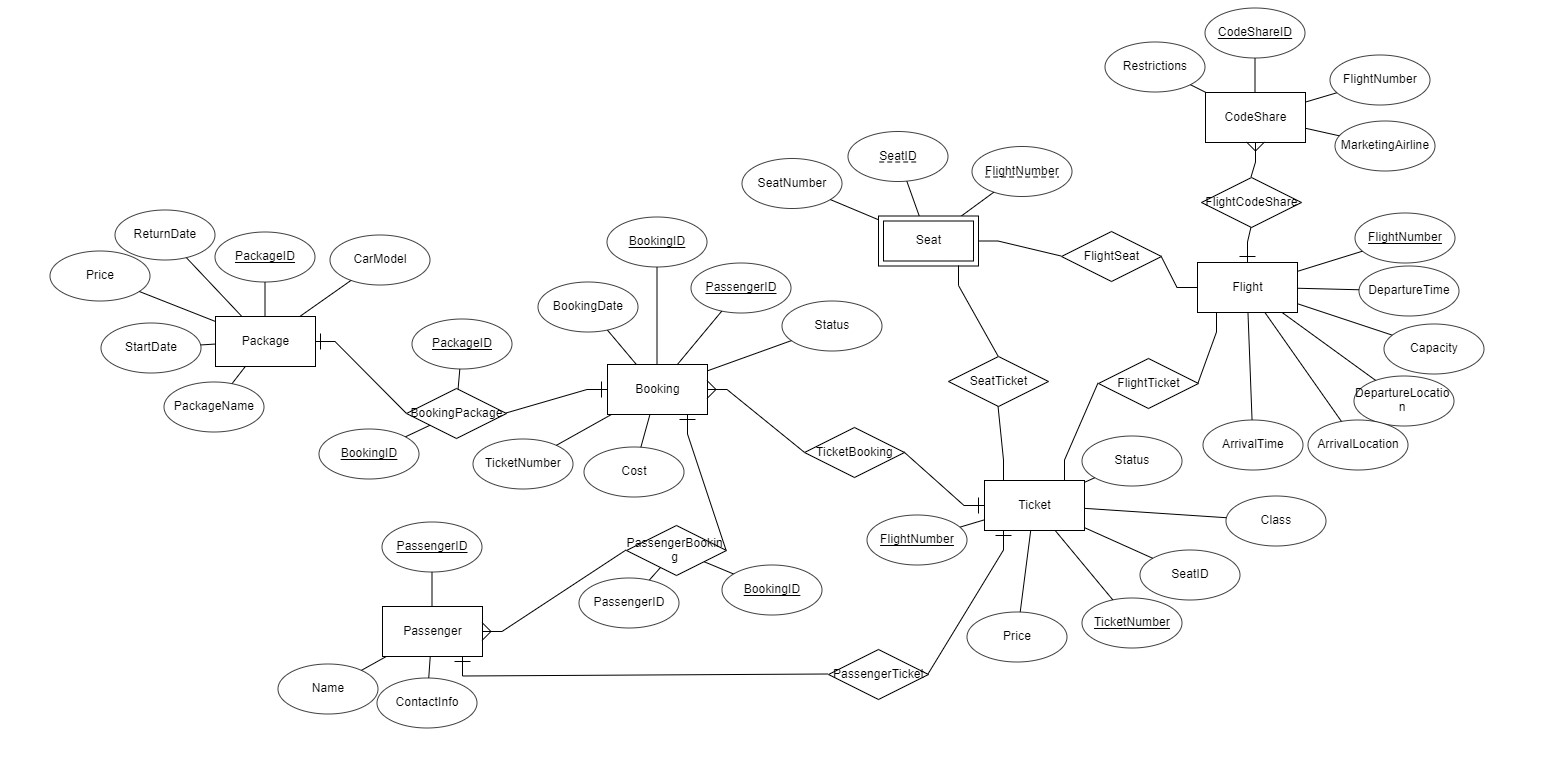 CodeShareID
Restrictions
FlightNumber
CodeShare
MarketingAirline
SeatID
FlightNumber
SeatNumber
FlightCodeShare
ReturnDate
PackageID
CarModel
Price
BookingID
Seat
FlightSeat
FlightNumber
Flight
DepartureTime
BookingDate
PassengerID
Status
StartDate
Package
PackageID
Capacity
PackageName
BookingPackage
Booking
SeatTicket
FlightTicket
DepartureLocatio
n
BookingID
TicketNumber
Cost
TicketBooking
ArrivalTime
ArrivalLocation
Status
Ticket
Class
FlightNumber
PassengerID
PassengerBookin
g
SeatID
PassengerID
BookingID
TicketNumber
Passenger
Price
Name
ContactInfo
PassengerTicket